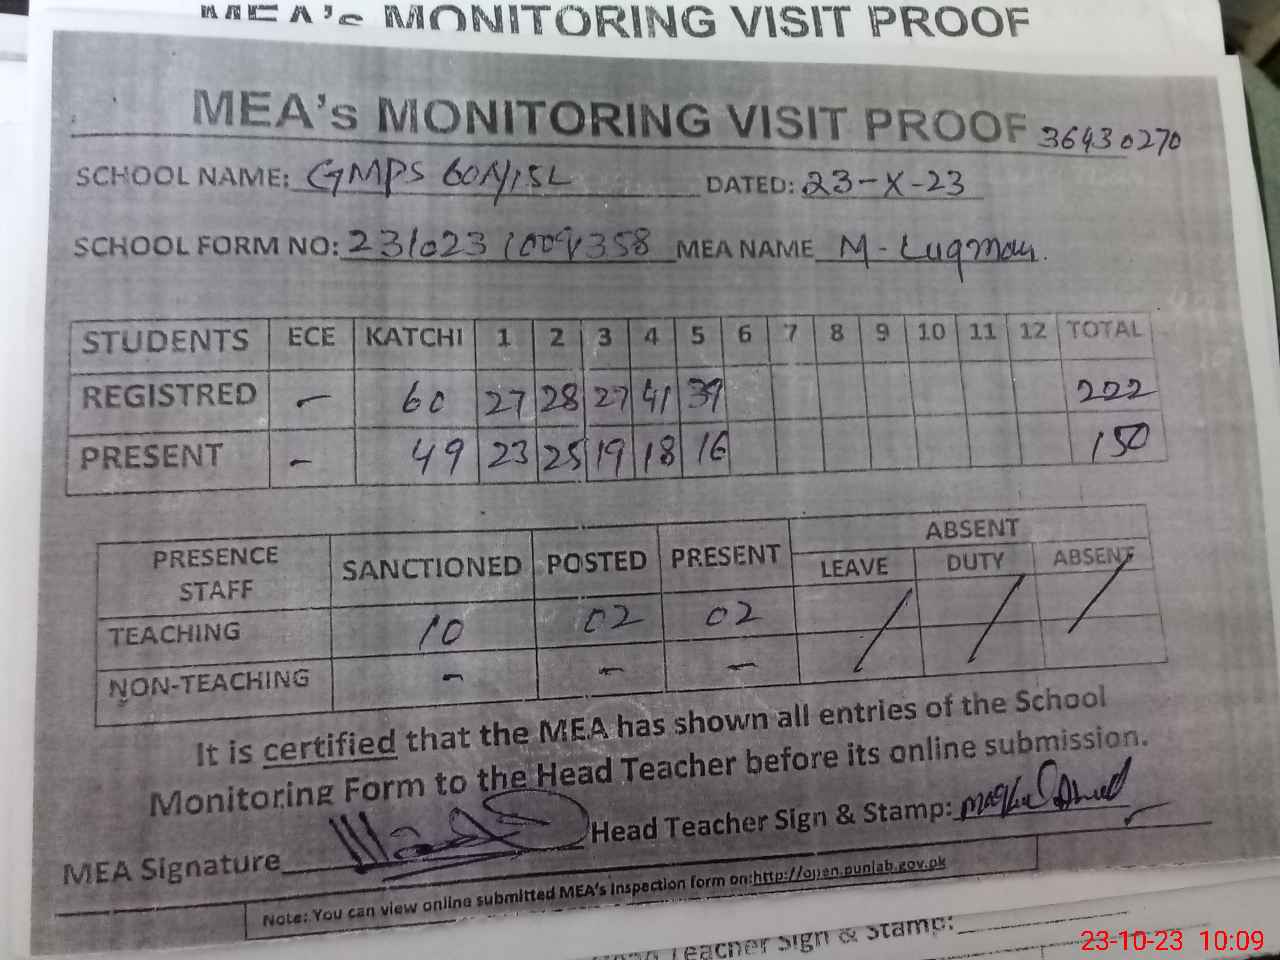 MEA's MONITORING VISIT PROOF
MEA's MONITORING VISIT PROOF 36430270
SCHOOL NAME: GMPS 60A/15L DATED: 23-X-23
SCHOOL FORM NO: 231023 1009358 MEA NAME M-Luqman.
STUDENTS ECE KATCHI 1 2 3 4 5 6 7 8 9 10 11 12 TOTAL
REGISTRED - 60 27 28 27 41 39 222
PRESENT - 49 23 25 19 18 16 150
PRESENCE STAFF SANCTIONED POSTED PRESENT ABSENT
LEAVE DUTY ABSENT
TEACHING 10 02 02 / / /
NON-TEACHING - - -
It is certified that the MEA has shown all entries of the School
Monitoring Form to the Head Teacher before its online submission.
MEA Signature Head Teacher Sign & Stamp:
Note: You can view online submitted MEA's Inspection form on:http://open.punjab.gov.pk
Teacher Sign & Stamp:
23-10-23 10:09